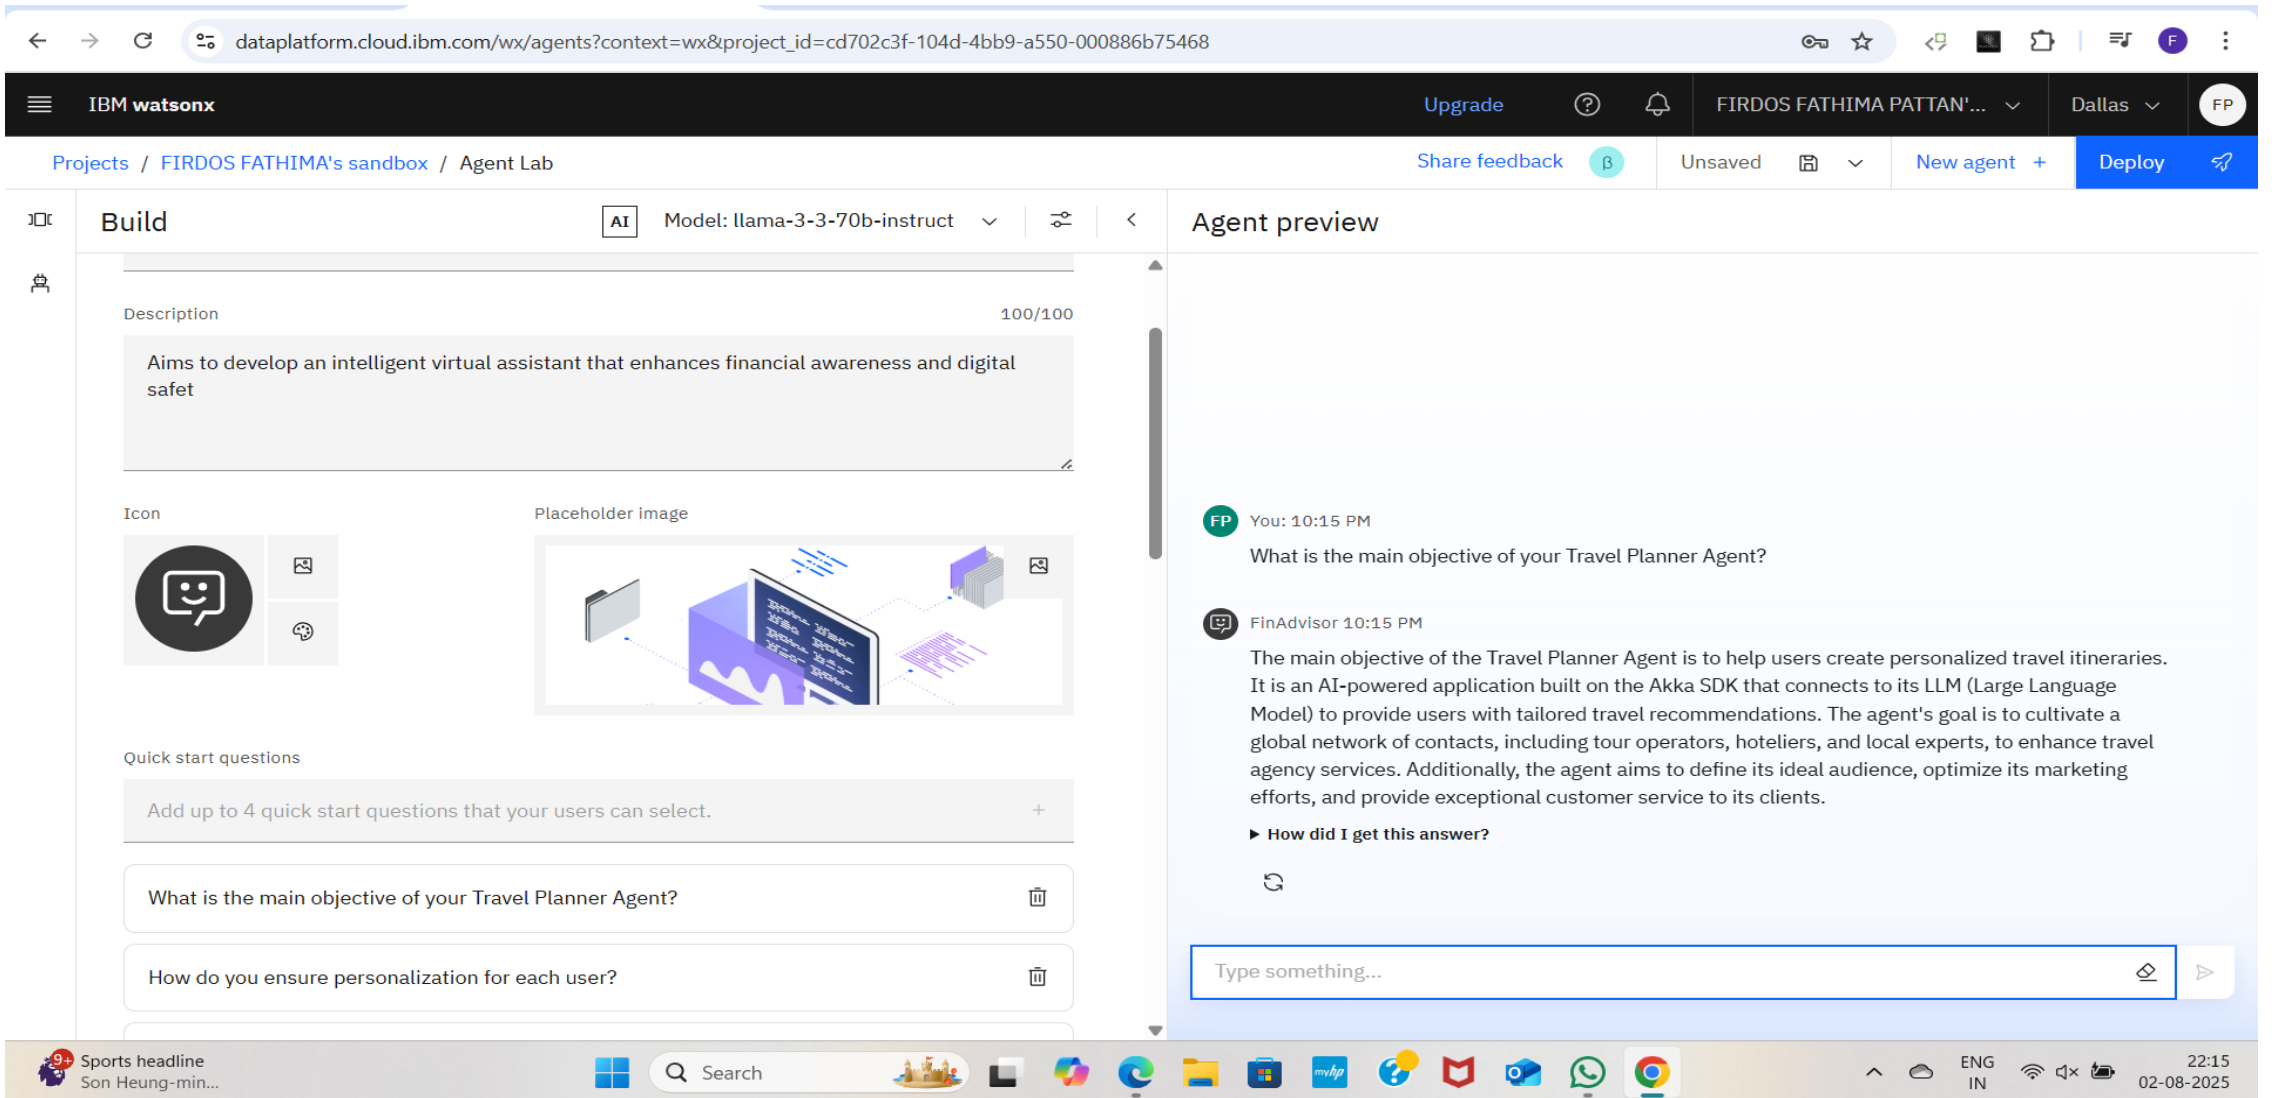 dataplatform.cloud.ibm.com/wx/agents?context=wx&project_id=cd702c3f-104d-4bb9-a550-000886b75468
F
IBM watsonx
Upgrade
FIRDOS FATHIMA PATTAN'...
Dallas
FP
Projects / FIRDOS FATHIMA's sandbox / Agent Lab
Share feedback
β
Unsaved
New agent +
Deploy
Build
AI
Model: llama-3-3-70b-instruct
Agent preview
Description
100/100
Aims to develop an intelligent virtual assistant that enhances financial awareness and digital
safet
Icon
Placeholder image
Quick start questions
Add up to 4 quick start questions that your users can select.
What is the main objective of your Travel Planner Agent?
How do you ensure personalization for each user?
FP
You: 10:15 PM
What is the main objective of your Travel Planner Agent?
FinAdvisor 10:15 PM
The main objective of the Travel Planner Agent is to help users create personalized travel itineraries.
It is an AI-powered application built on the Akka SDK that connects to its LLM (Large Language
Model) to provide users with tailored travel recommendations. The agent's goal is to cultivate a
global network of contacts, including tour operators, hoteliers, and local experts, to enhance travel
agency services. Additionally, the agent aims to define its ideal audience, optimize its marketing
efforts, and provide exceptional customer service to its clients.
How did I get this answer?
Type something...
9+
Sports headline
Son Heung-min...
Search
myhp
ENG
IN
22:15
02-08-2025